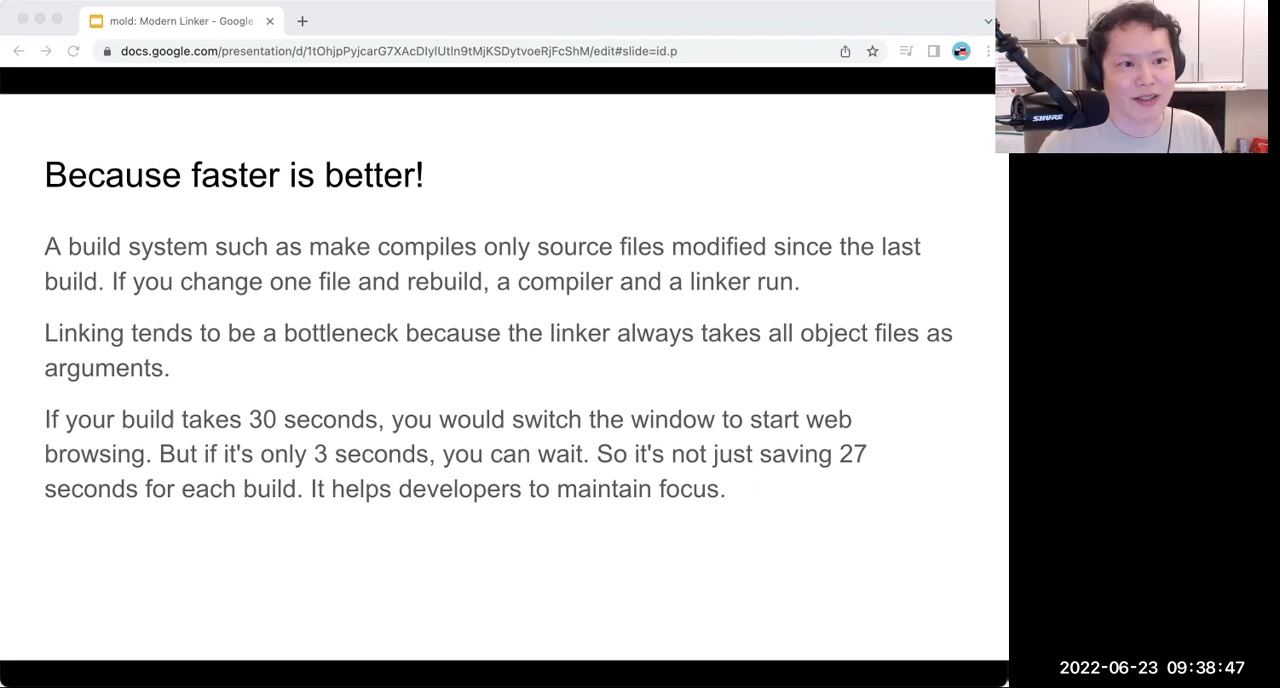 mold: Modern Linker - Google
docs.google.com/presentation/d/1tOhjpPyjcarG7XAcDIylUtln9tMjKSDytvoeRjFcShM/edit#slide=id.p
SHURE
Because faster is better!
A build system such as make compiles only source files modified since the last
build. If you change one file and rebuild, a compiler and a linker run.
Linking tends to be a bottleneck because the linker always takes all object files as
arguments.
If your build takes 30 seconds, you would switch the window to start web
browsing. But if it's only 3 seconds, you can wait. So it's not just saving 27
seconds for each build. It helps developers to maintain focus.
2022-06-23 09:38:47